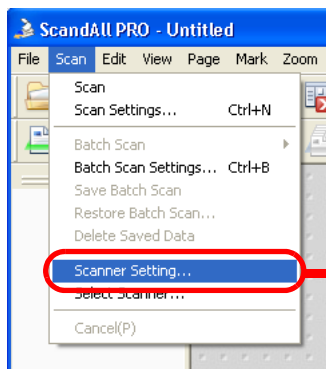 ScandAll PRO - Untitled
File Scan Edit View Page Mark Zoom
Scan
Scan Settings... Ctrl+N
Batch Scan
Batch Scan Settings... Ctrl+B
Save Batch Scan
Restore Batch Scan...
Delete Saved Data
Scanner Setting...
Select Scanner...
Cancel(P)